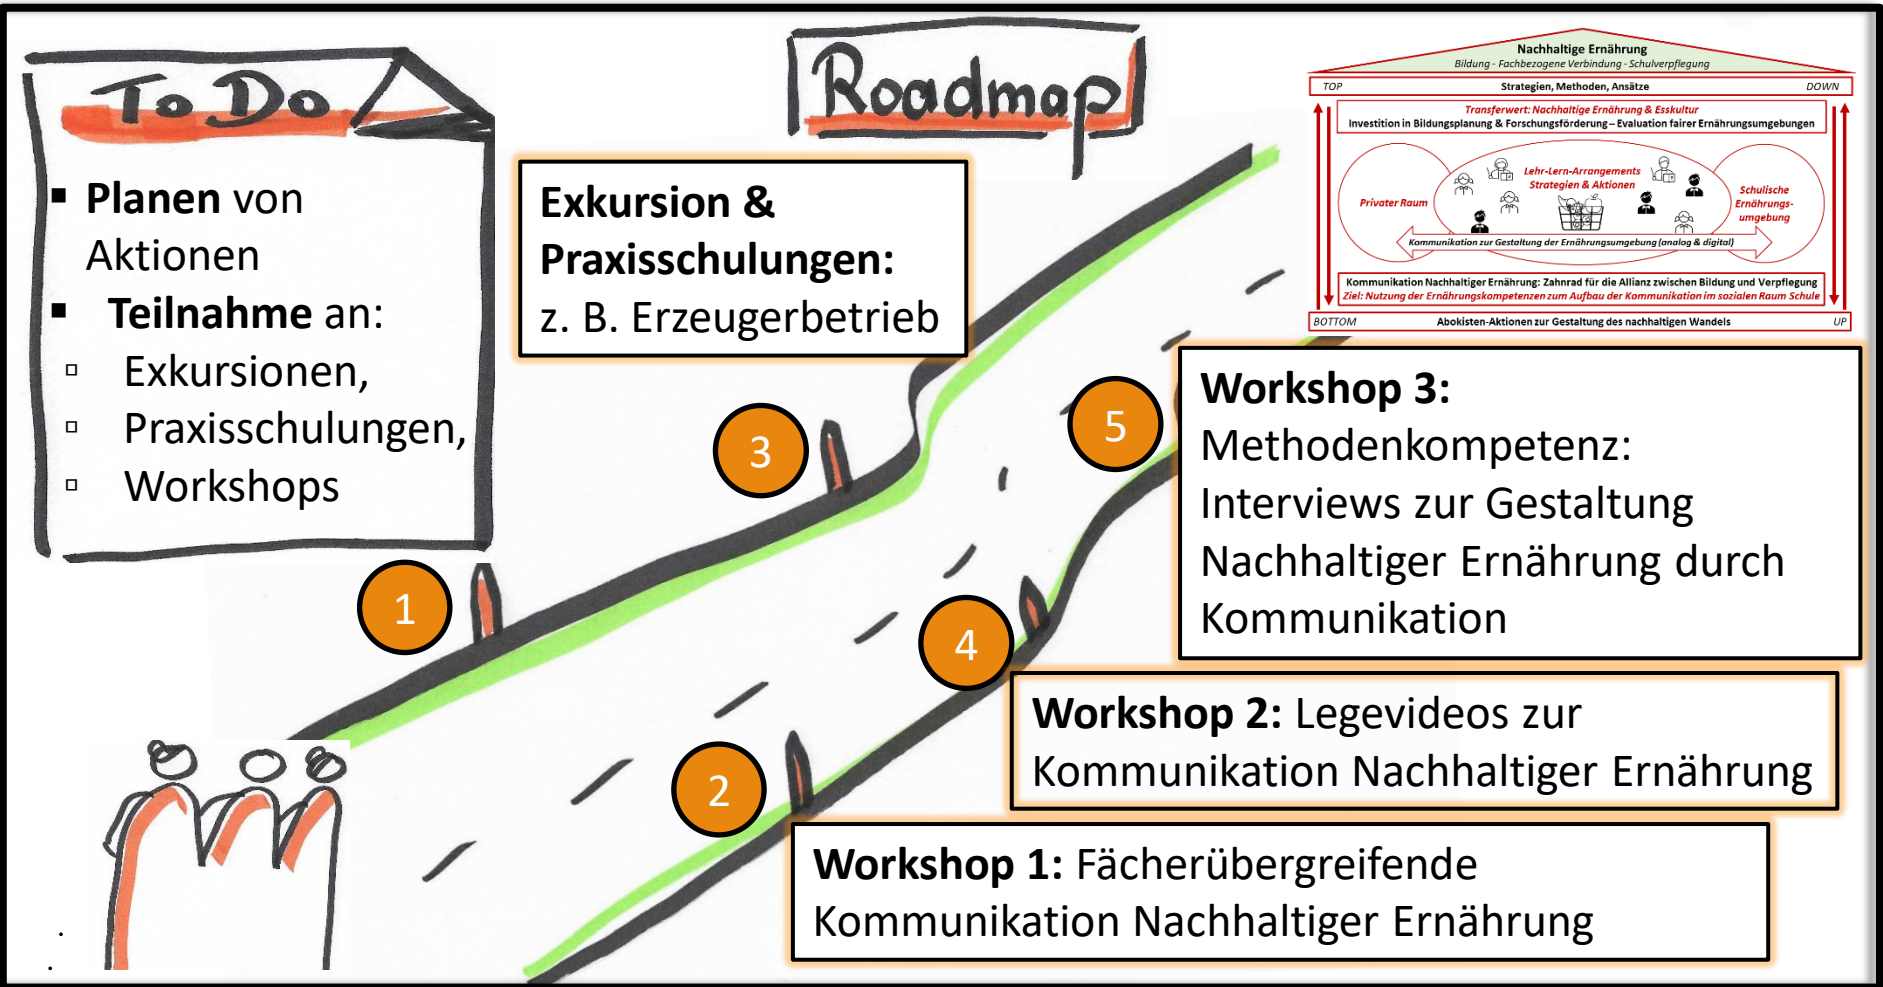 To Do
▪ Planen von
Aktionen
▪ Teilnahme an:
▫ Exkursionen,
▫ Praxisschulungen,
▫ Workshops
Roadmap
Nachhaltige Ernährung
Bildung - Fachbezogene Verbindung - Schulverpflegung
TOP Strategien, Methoden, Ansätze DOWN
Transferwert: Nachhaltige Ernährung & Esskultur
Investition in Bildungsplanung & Forschungsförderung – Evaluation fairer Ernährungsumgebungen
Lehr-Lern-Arrangements
Strategien & Aktionen
Privater Raum
Schulische
Ernährungs-
umgebung
Kommunikation zur Gestaltung der Ernährungsumgebung (analog & digital)
Kommunikation Nachhaltiger Ernährung: Zahnrad für die Allianz zwischen Bildung und Verpflegung
Ziel: Nutzung der Ernährungskompetenzen zum Aufbau der Kommunikation im sozialen Raum Schule
BOTTOM Abokisten-Aktionen zur Gestaltung des nachhaltigen Wandels UP
Exkursion &
Praxisschulungen:
z. B. Erzeugerbetrieb
1
2
3
4
5
Workshop 3:
Methodenkompetenz:
Interviews zur Gestaltung
Nachhaltiger Ernährung durch
Kommunikation
Workshop 2: Legevideos zur
Kommunikation Nachhaltiger Ernährung
Workshop 1: Fächerübergreifende
Kommunikation Nachhaltiger Ernährung